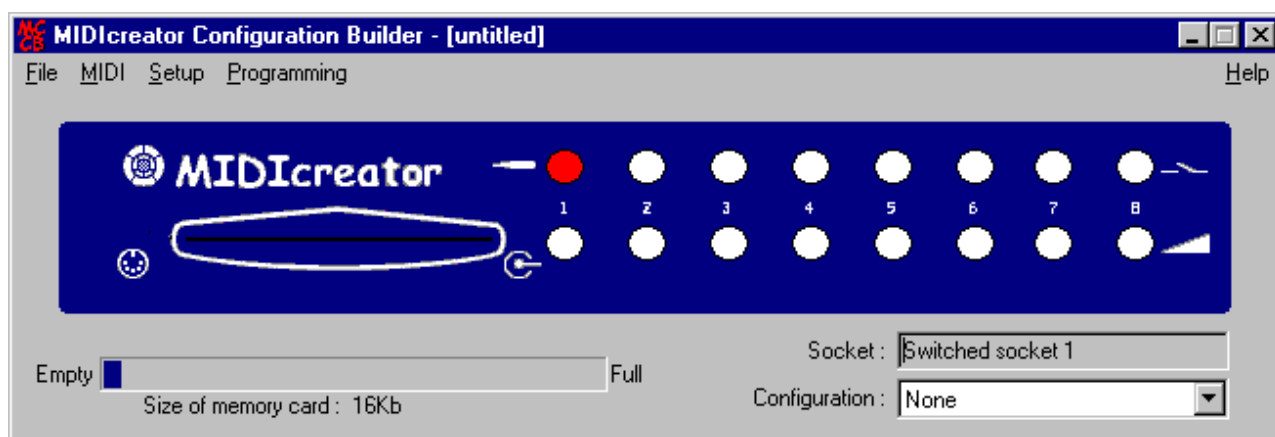 MIDIcreator Configuration Builder - [untitled]
File MIDI Setup Programming Help
MIDIcreator
1 2 3 4 5 6 7 8
Socket : Switched socket 1
Empty Full
Configuration : None
Size of memory card : 16Kb